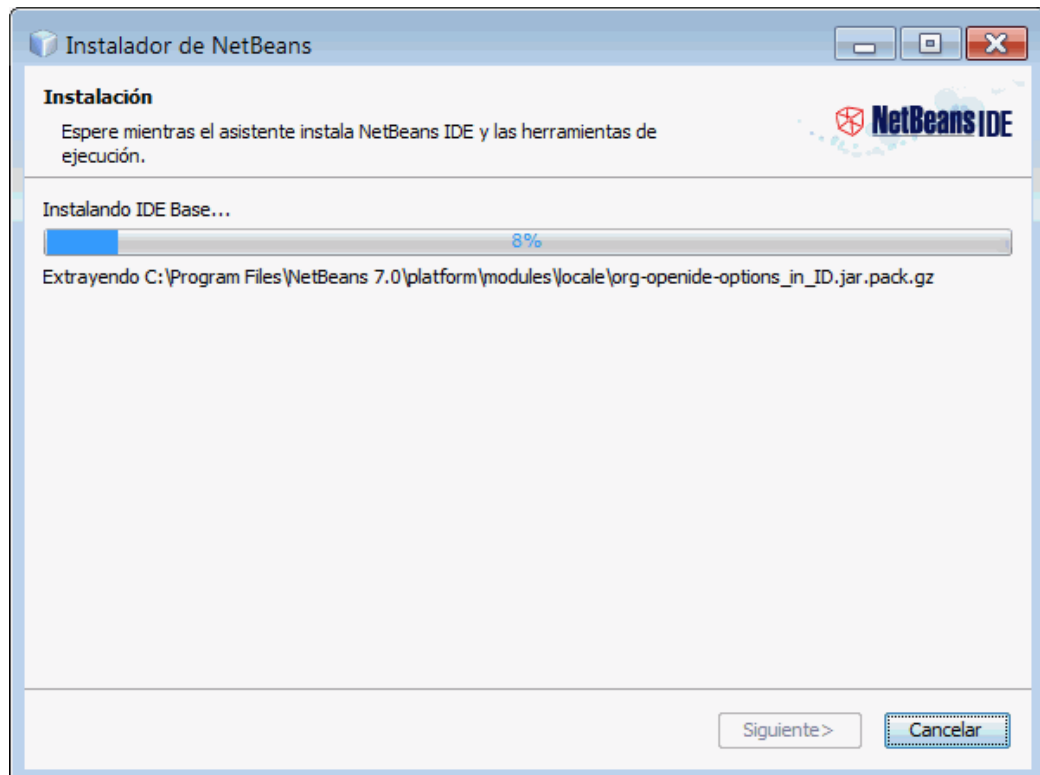 Instalador de NetBeans
Instalación
Espere mientras el asistente instala NetBeans IDE y las herramientas de
ejecución.
NetBeans IDE
Instalando IDE Base...
8%
Extrayendo C:\Program Files\NetBeans 7.0\platform\modules\locale\org-openide-options_in_ID.jar.pack.gz
Siguiente>
Cancelar